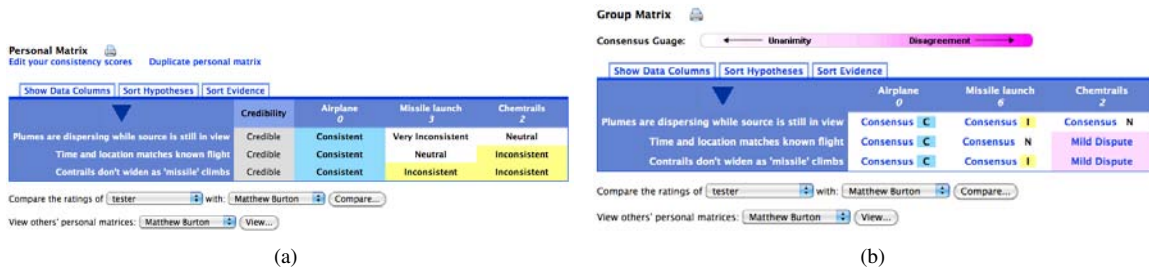 Personal Matrix
Edit your consistency scores Duplicate personal matrix
Show Data Columns Sort Hypotheses Sort Evidence
Credibility Airplane 0 Missile launch 3 Chemtrails 2
Plumes are dispersing while source is still in view Credible Consistent Very Inconsistent Neutral
Time and location matches known flight Credible Consistent Neutral Inconsistent
Contrails don't widen as 'missile' climbs Credible Consistent Inconsistent Inconsistent
Compare the ratings of tester with: Matthew Burton Compare...
View others' personal matrices: Matthew Burton View...
(a)
Group Matrix
Consensus Guage: Unanimity Disagreement
Show Data Columns Sort Hypotheses Sort Evidence
Airplane 0 Missile launch 6 Chemtrails 2
Plumes are dispersing while source is still in view Consensus C Consensus I Consensus N
Time and location matches known flight Consensus C Consensus N Mild Dispute
Contrails don't widen as 'missile' climbs Consensus C Consensus I Mild Dispute
Compare the ratings of tester with: Matthew Burton Compare...
View others' personal matrices: Matthew Burton View...
(b)